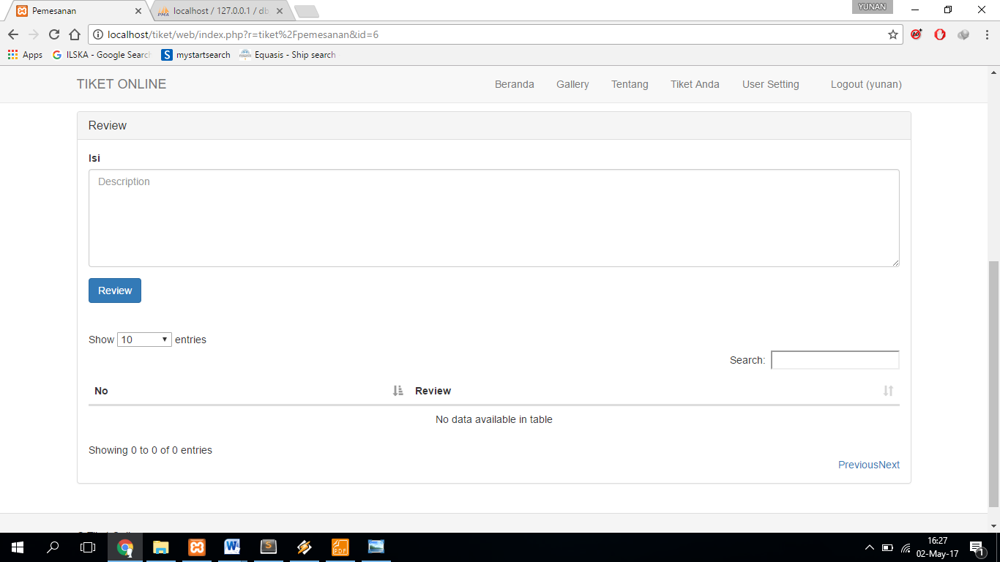 Pemesanan
localhost / 127.0.0.1 / db
YUNAN
localhost/tiket/web/index.php?r=tiket%2Fpemesanan&id=6
Apps ILSKA - Google Search mystartsearch Equasis - Ship search
TIKET ONLINE Beranda Gallery Tentang Tiket Anda User Setting Logout (yunan)
Review
Isi
Description
Review
Show 10 entries
Search:
No Review
No data available in table
Showing 0 to 0 of 0 entries
PreviousNext
16:27
02-May-17
1